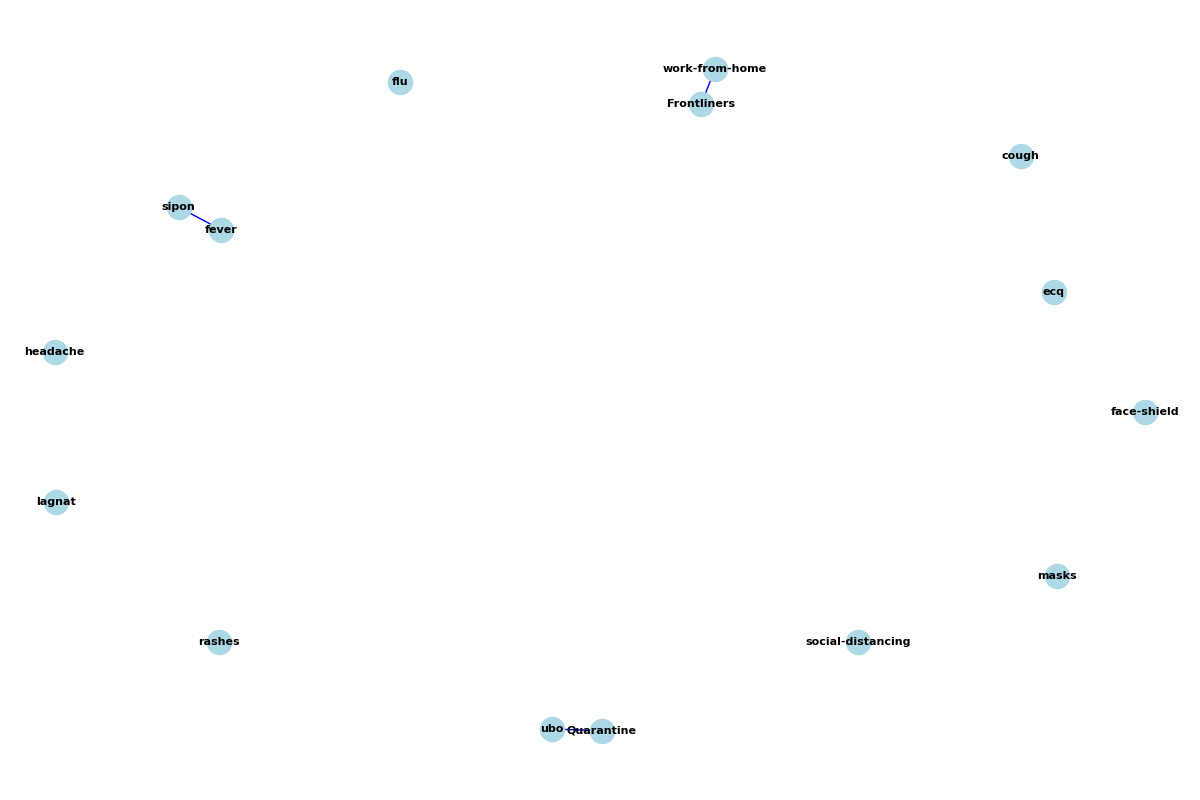 work-from-home
flu
Frontliners
cough
sipon
fever
ecq
headache
face-shield
lagnat
masks
rashes
social-distancing
ubo
Quarantine